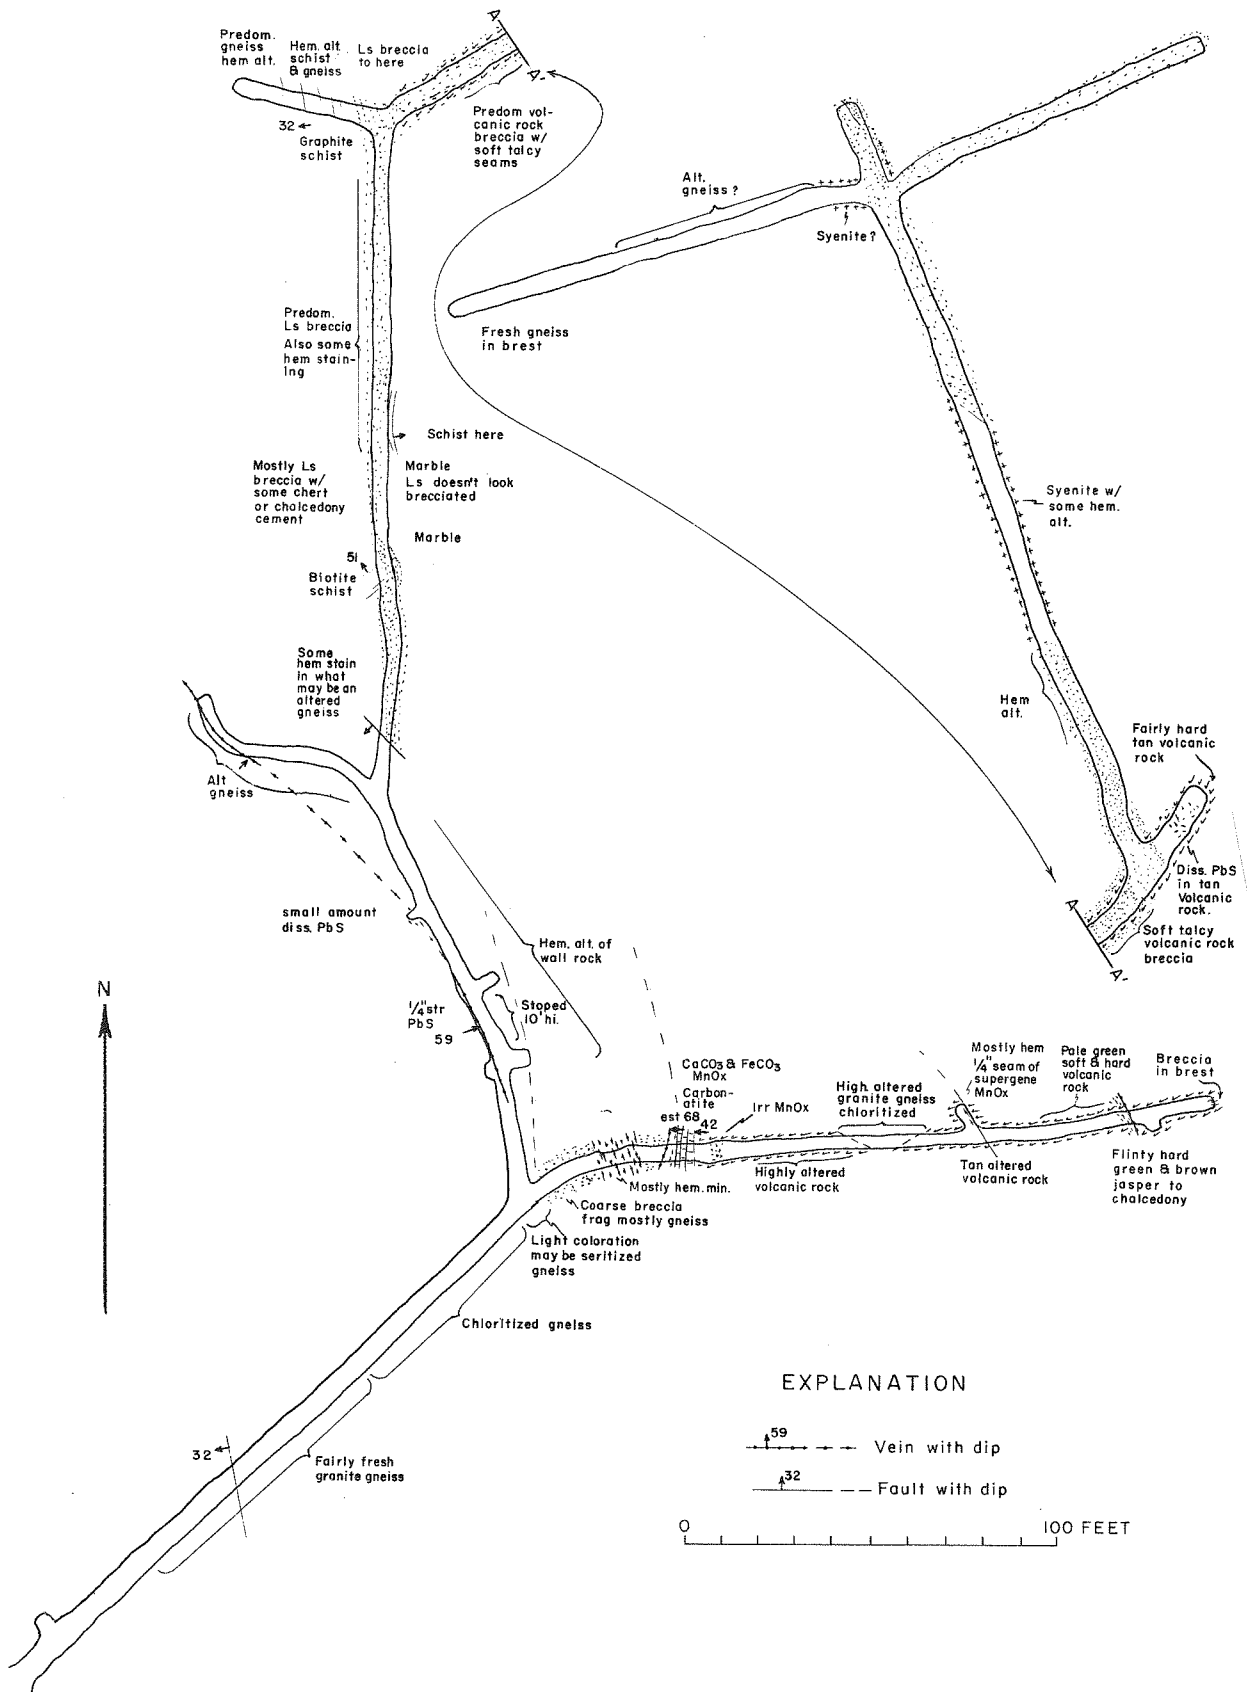 A
Predom.
gneiss
hem alt.
Hem. alt.
schist
& gneiss
Ls breccia
to here
A'
32
Graphite
schist
Predom vol-
canic rock
breccia w/
soft talcy
seams
Alt.
gneiss ?
Syenite ?
Fresh gneiss
in brest
Predom.
Ls breccia
Also some
hem stain-
ing
Schist here
Mostly Ls
breccia w/
some chert
or chalcedony
cement
Marble
Ls doesn't look
brecciated
Marble
Syenite w/
some hem.
alt.
51
Biotite
schist
Some
hem stain
in what
may be an
altered
gneiss
Hem
alt.
Fairly hard
tan volcanic
rock
Alt
gneiss
Diss. PbS
in tan
Volcanic
rock.
A
Soft talcy
volcanic rock
breccia
A'
small amount
diss. PbS
Hem. alt. of
wall rock
N
1/4" str
PbS
59
Stoped
10' hi.
CaCO3 & FeCO3
MnOx
Carbon-
atite
est 68
42
Irr MnOx
High altered
granite gneiss
chloritized
Mostly hem
1/4" seam of
supergene
MnOx
Pale green
soft & hard
volcanic
rock
Breccia
in brest
Mostly hem. min.
Highly altered
volcanic rock
Tan altered
volcanic rock
Flinty hard
green & brown
jasper to
chalcedony
Coarse breccia
frag mostly gneiss
Light coloration
may be seritized
gneiss
Chloritized gneiss
32
Fairly fresh
granite gneiss
EXPLANATION
59
Vein with dip
32
Fault with dip
0 100 FEET